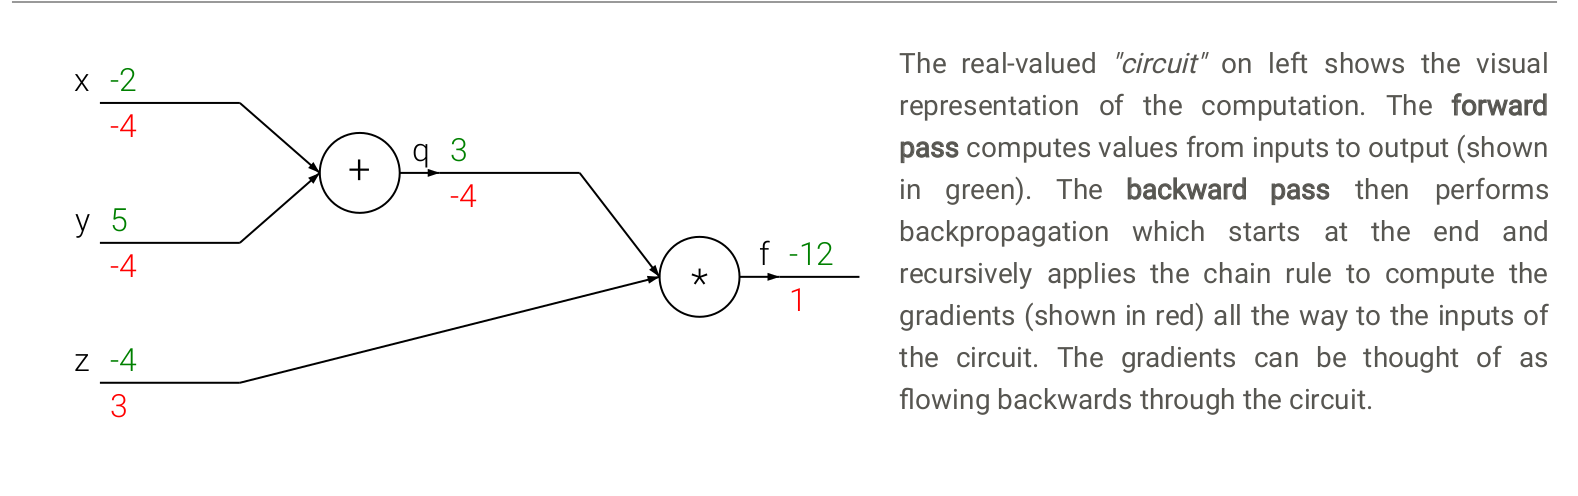 x -2
-4
+
q 3
-4
y 5
-4
*
f -12
1
z -4
3
The real-valued "circuit" on left shows the visual
representation of the computation. The forward
pass computes values from inputs to output (shown
in green). The backward pass then performs
backpropagation which starts at the end and
recursively applies the chain rule to compute the
gradients (shown in red) all the way to the inputs of
the circuit. The gradients can be thought of as
flowing backwards through the circuit.